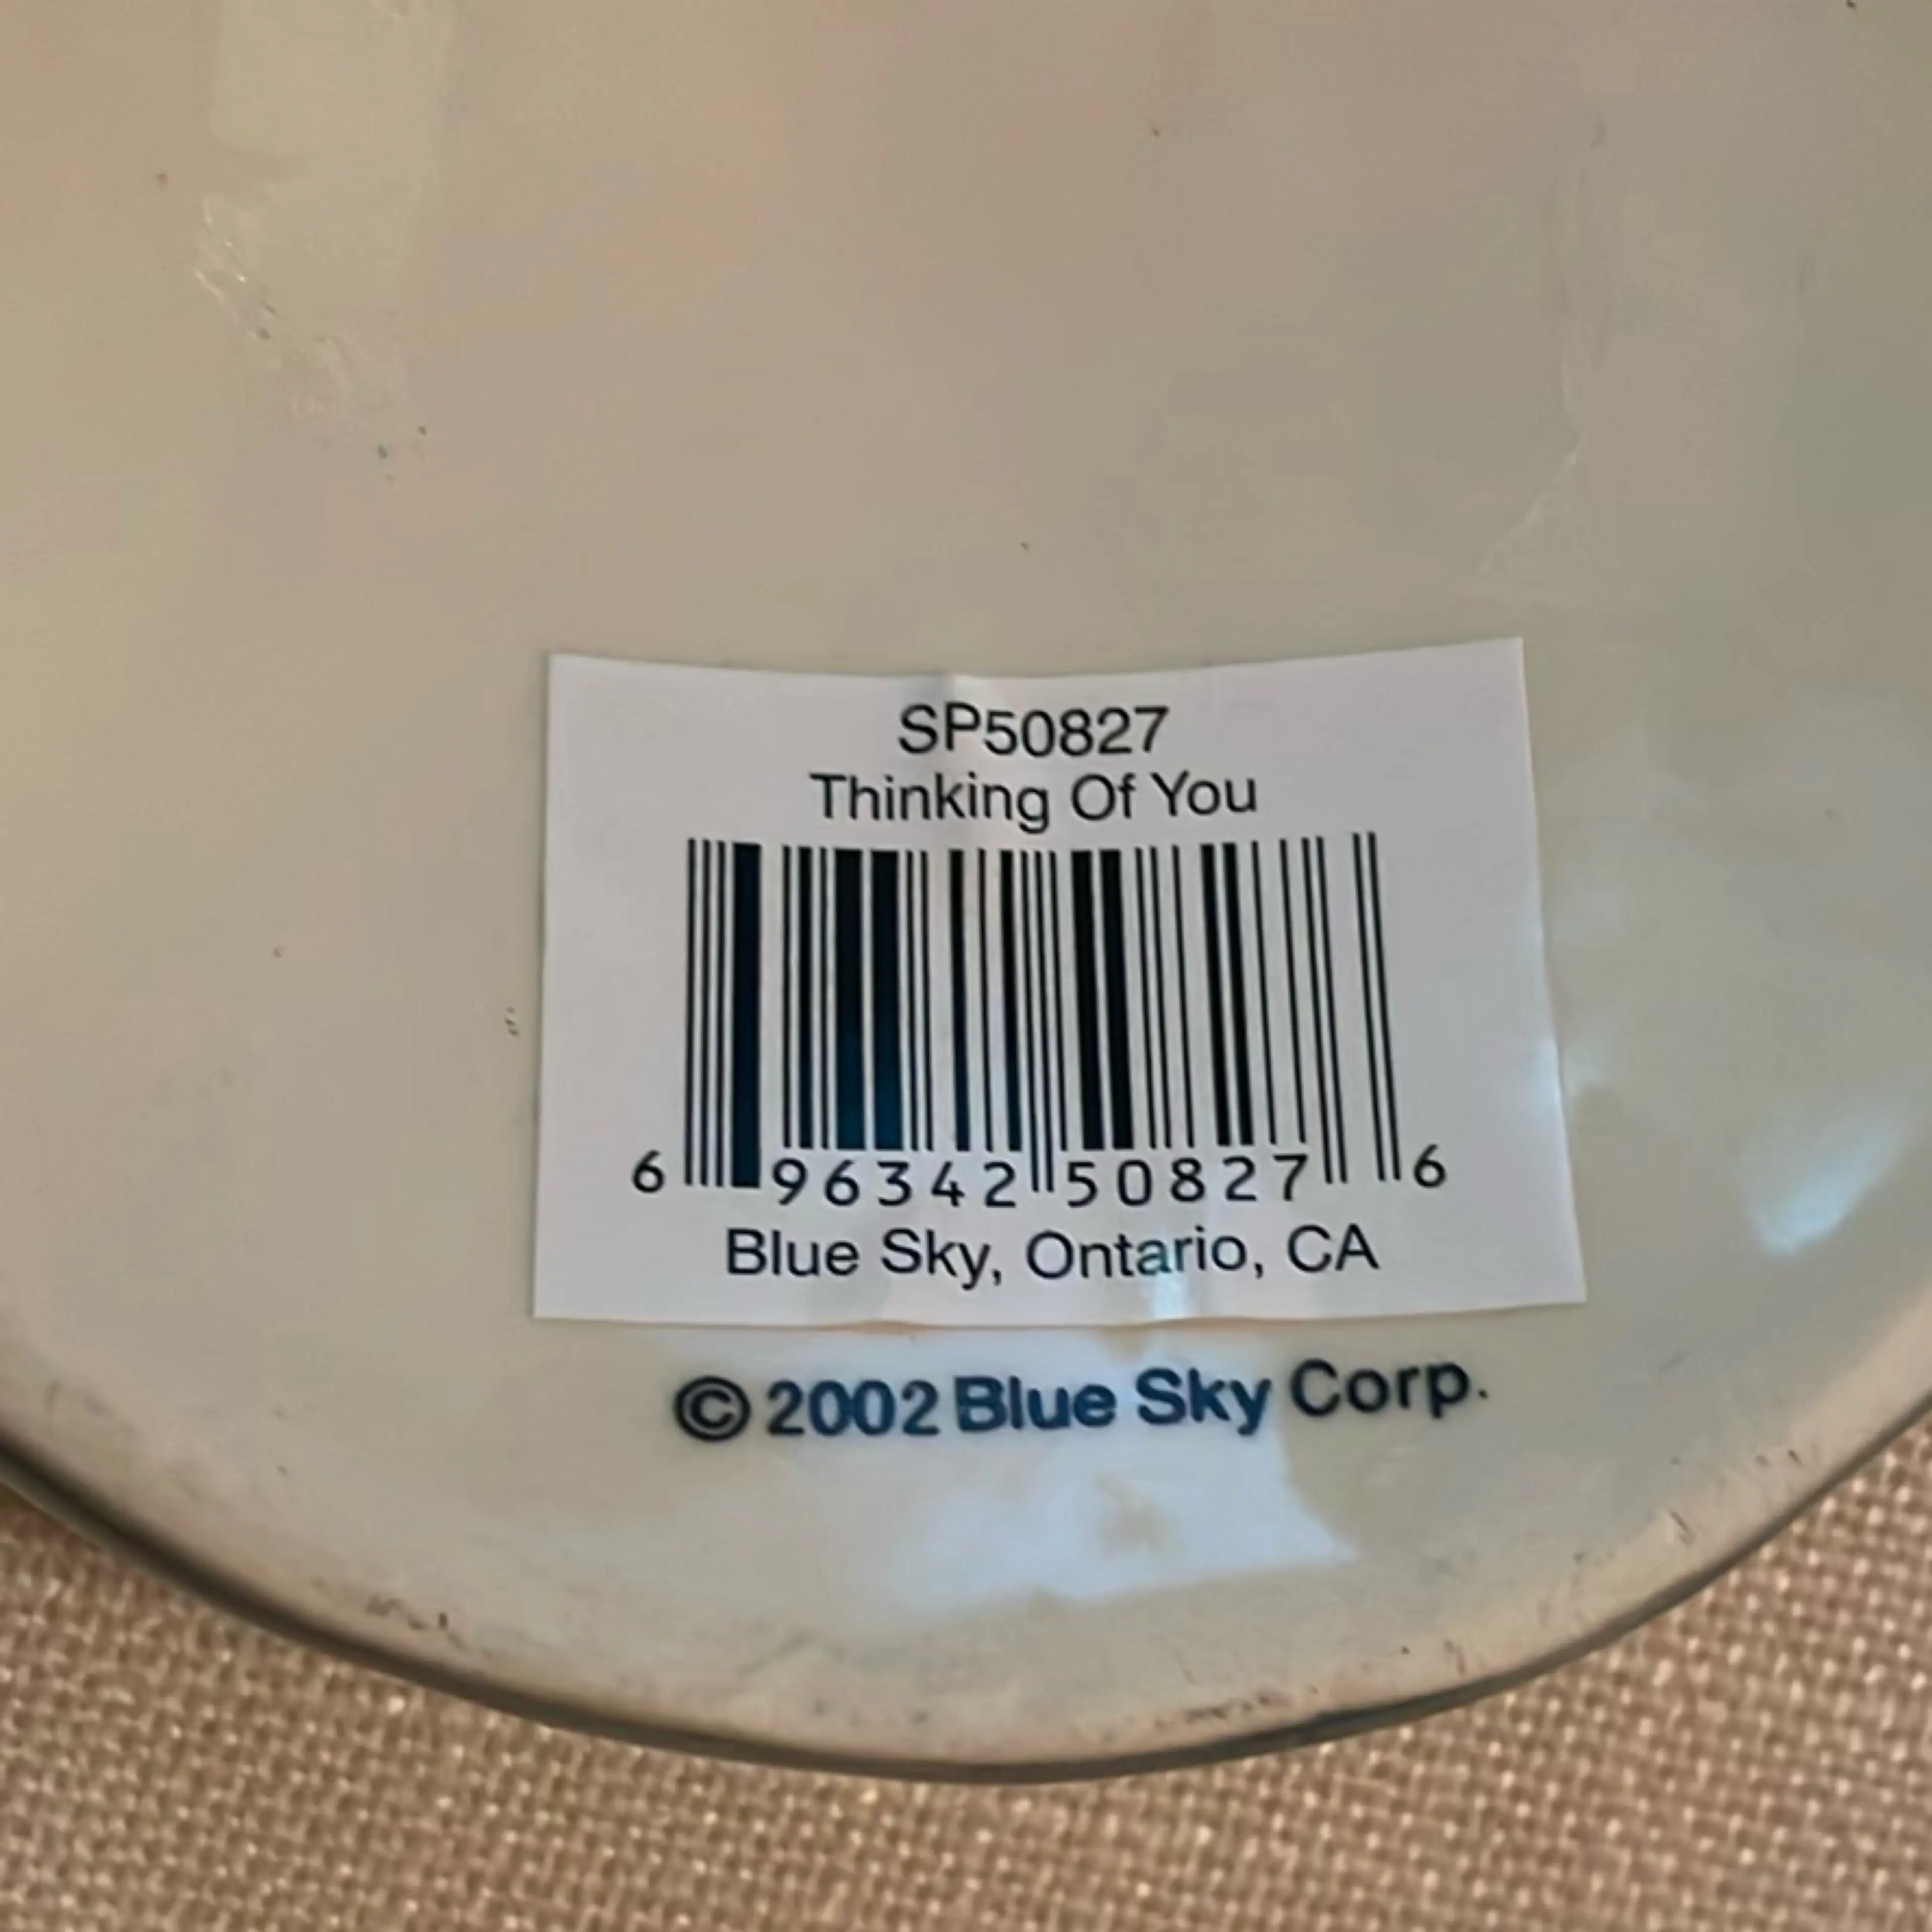 SP50827
Thinking Of You
6 96342 50827 6
Blue Sky, Ontario, CA
© 2002 Blue Sky Corp.